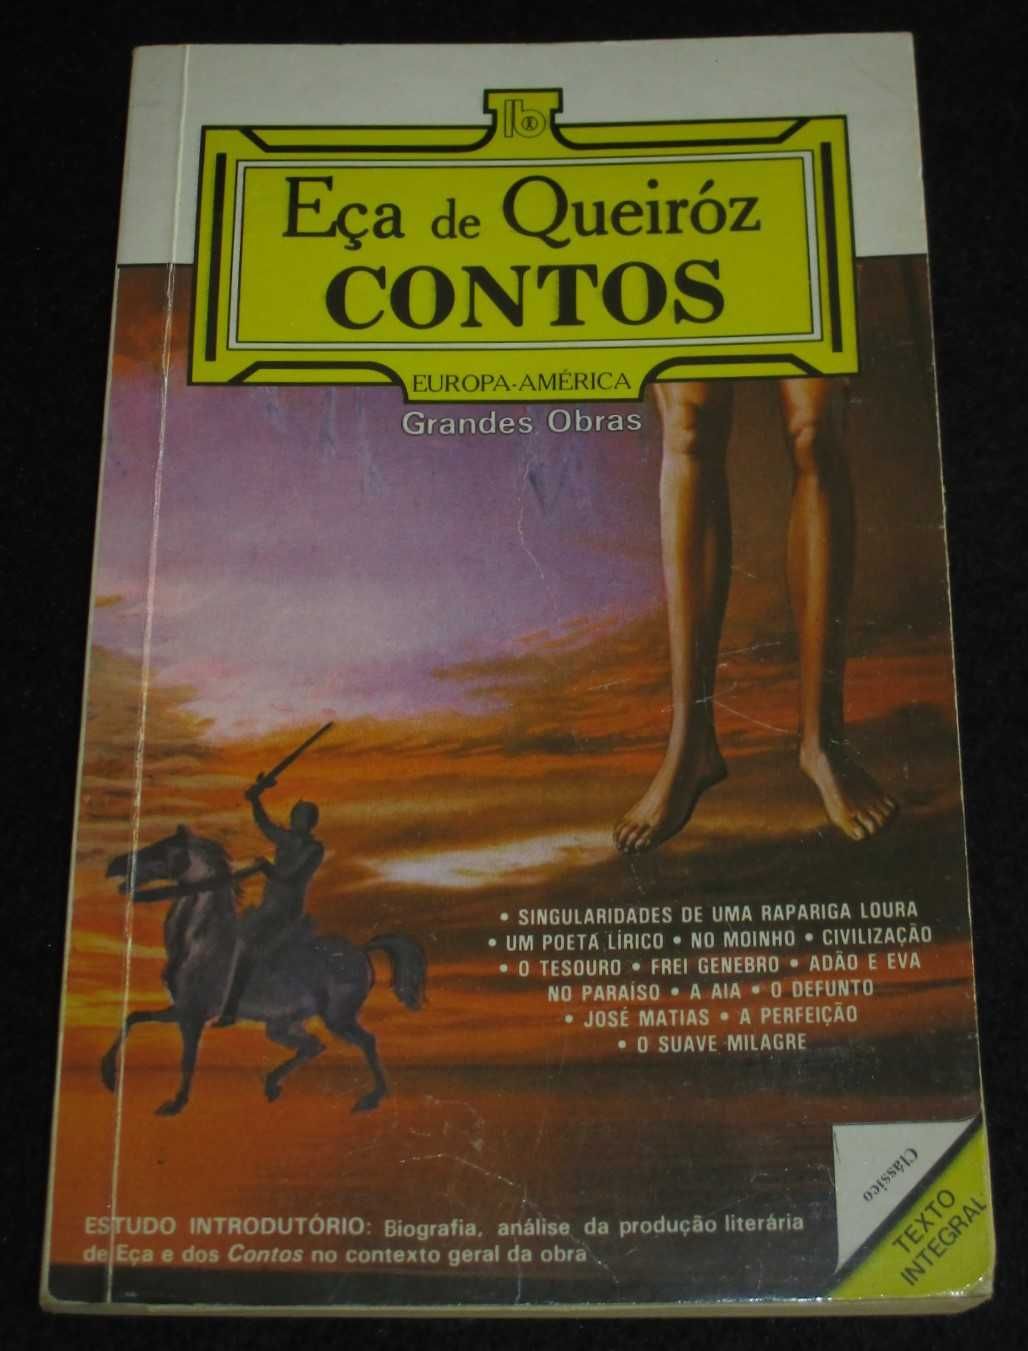 Eça de Queiróz
CONTOS
EUROPA-AMÉRICA
Grandes Obras
• SINGULARIDADES DE UMA RAPARIGA LOURA
• UM POETA LÍRICO • NO MOINHO • CIVILIZAÇÃO
• O TESOURO • FREI GENEBRO • ADÃO E EVA
NO PARAÍSO • A AIA • O DEFUNTO
• JOSÉ MATIAS • A PERFEIÇÃO
• O SUAVE MILAGRE
Clássico
TEXTO
INTEGRAL
ESTUDO INTRODUTÓRIO: Biografia, análise da produção literária
de Eça e dos Contos no contexto geral da obra